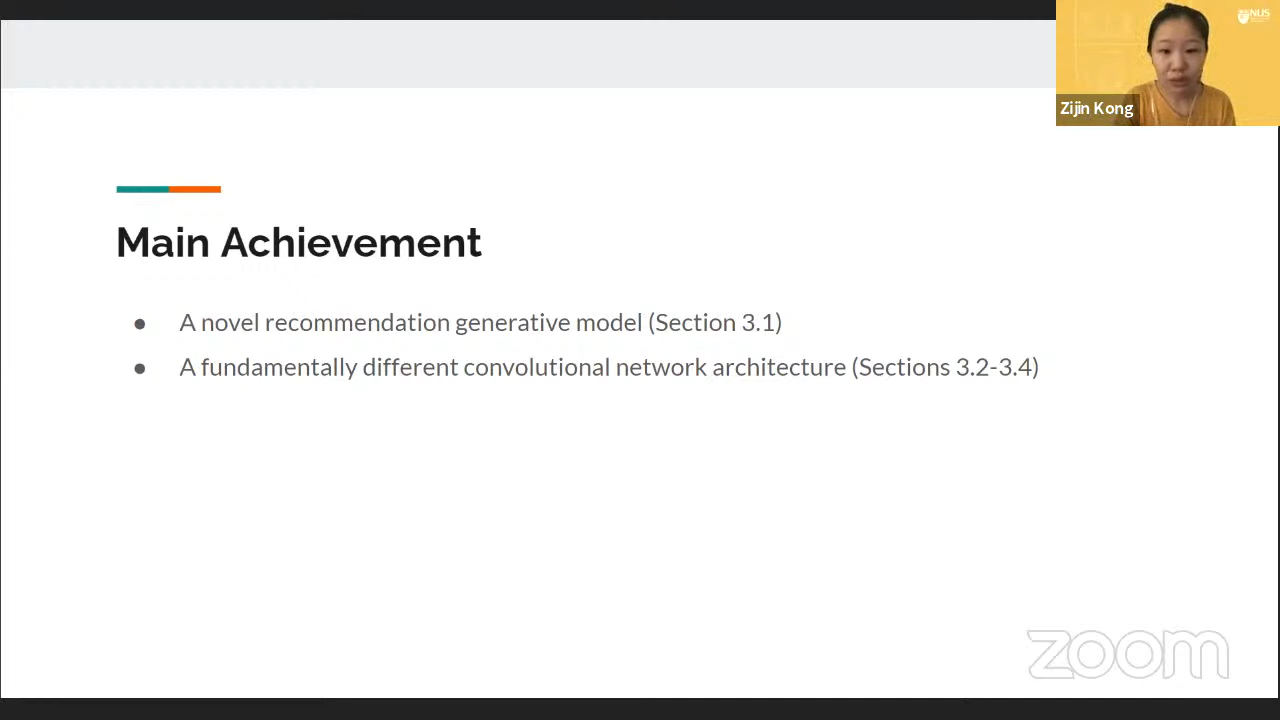 NUS
Zijin Kong
Main Achievement
● A novel recommendation generative model (Section 3.1)
● A fundamentally different convolutional network architecture (Sections 3.2-3.4)
zoom